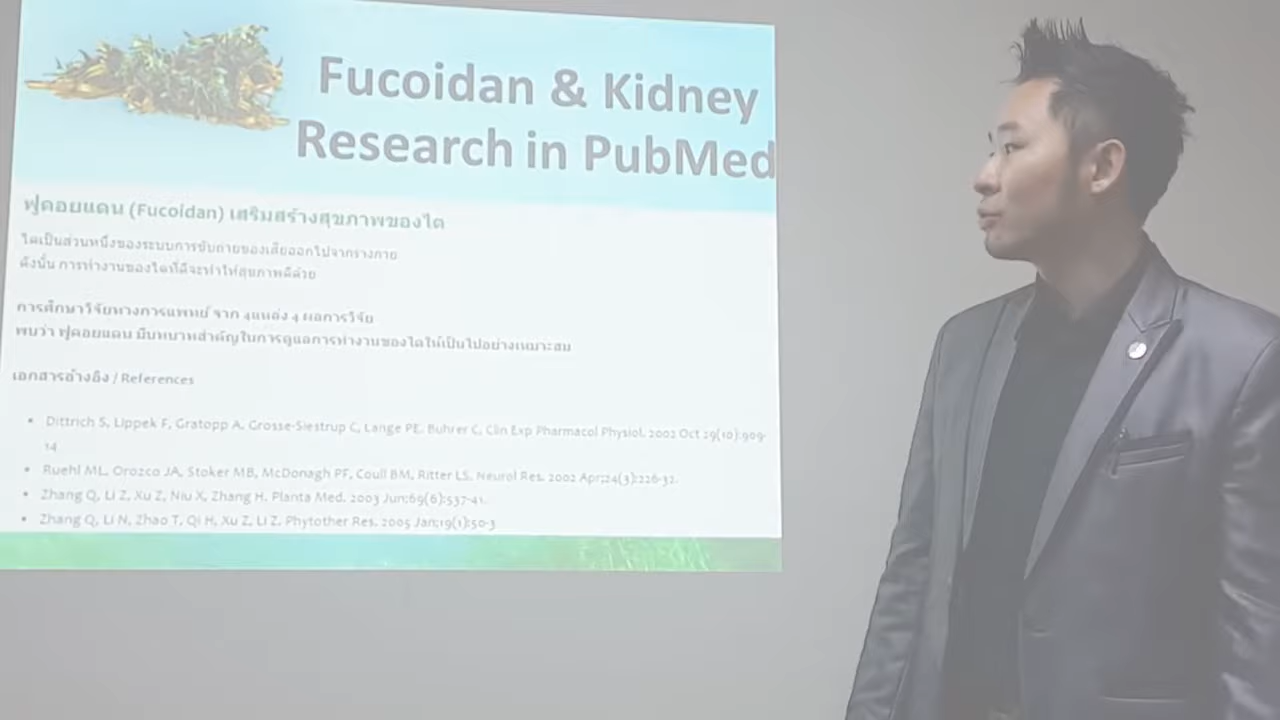 Fucoidan & Kidney
Research in PubMed
ฟูคอยแดน (Fucoidan) เสริมสร้างสุขภาพของไต
ไตเป็นส่วนหนึ่งของระบบการขับถ่ายของเสียออกไปจากร่างกาย
ดังนั้น การทำงานของไตที่ดีจะทำให้สุขภาพดีด้วย
การศึกษาวิจัยทางการแพทย์ จาก 4แหล่ง 4 ผลการวิจัย
พบว่า ฟูคอยแดน มีบทบาทสำคัญในการดูแลการทำงานของไตให้เป็นไปอย่างเหมาะสม
เอกสารอ้างอิง / References
• Dittrich S, Lippek F, Gratopp A, Grosse-Siestrup C, Lange PE. Buhrer C, Clin Exp Pharmacol Physiol. 2002 Oct 29(10):909-
14
• Ruehl ML, Orozco JA, Stoker MB, McDonagh PF, Coull BM, Ritter LS. Neurol Res. 2002 Apr;24(3):226-32.
• Zhang Q, Li Z, Xu Z, Niu X, Zhang H. Planta Med. 2003 Jun;69(6):537-41.
• Zhang Q, Li N, Zhao T, Qi H, Xu Z, Li Z. Phytother Res. 2005 Jan;19(1):50-3